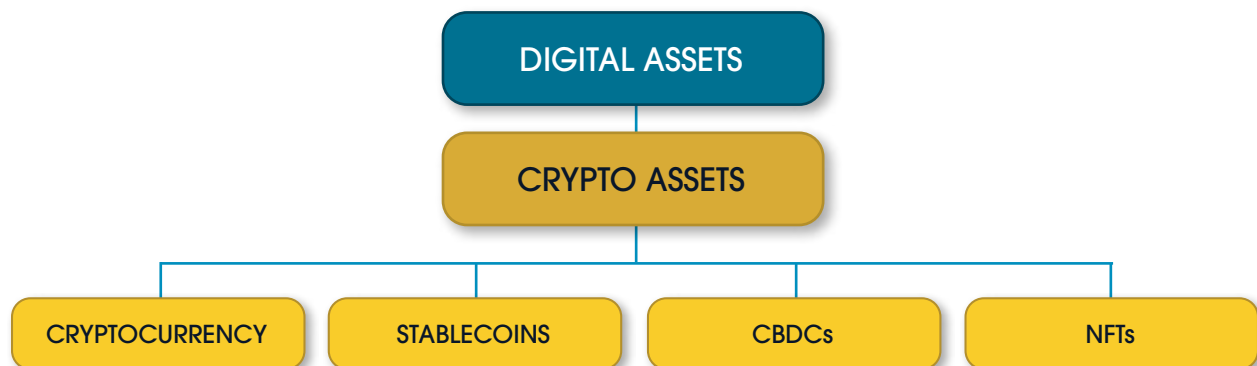 DIGITAL ASSETS
CRYPTO ASSETS
CRYPTOCURRENCY
STABLECOINS
CBDCs
NFTs